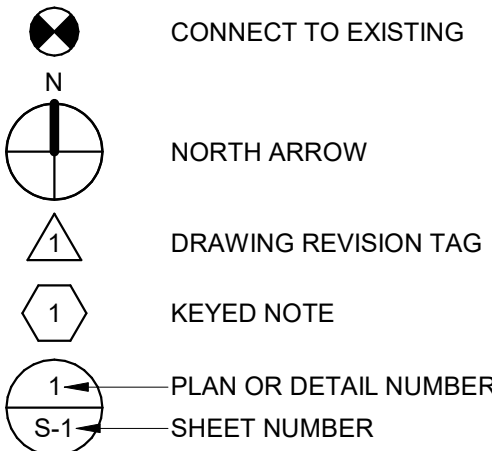 CONNECT TO EXISTING
N
NORTH ARROW
1 DRAWING REVISION TAG
1 KEYED NOTE
1 PLAN OR DETAIL NUMBER
S-1 SHEET NUMBER